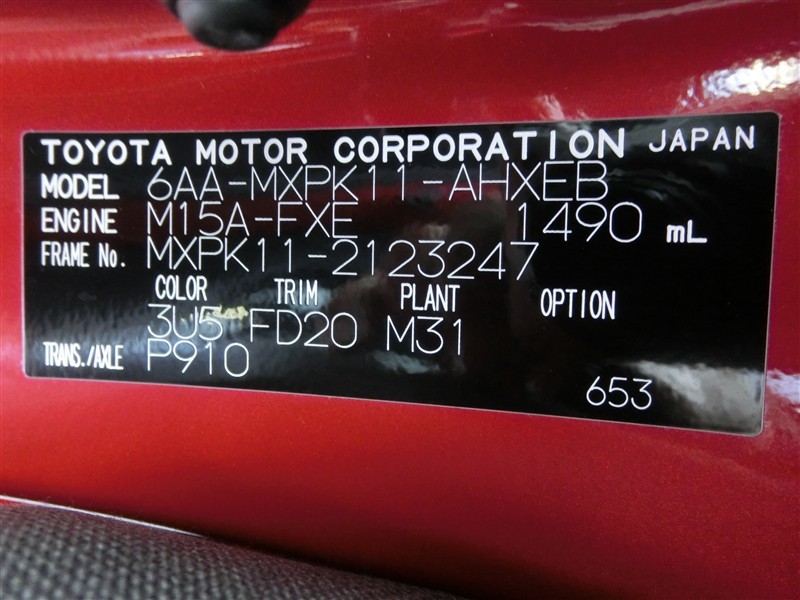 TOYOTA MOTOR CORPORATION JAPAN
MODEL 6AA-MXPK11-AHXEB
ENGINE M15A-FXE 1490 mL
FRAME No. MXPK11-2123247
COLOR TRIM PLANT OPTION
3U5 FD20 M31
TRANS./AXLE P910
653